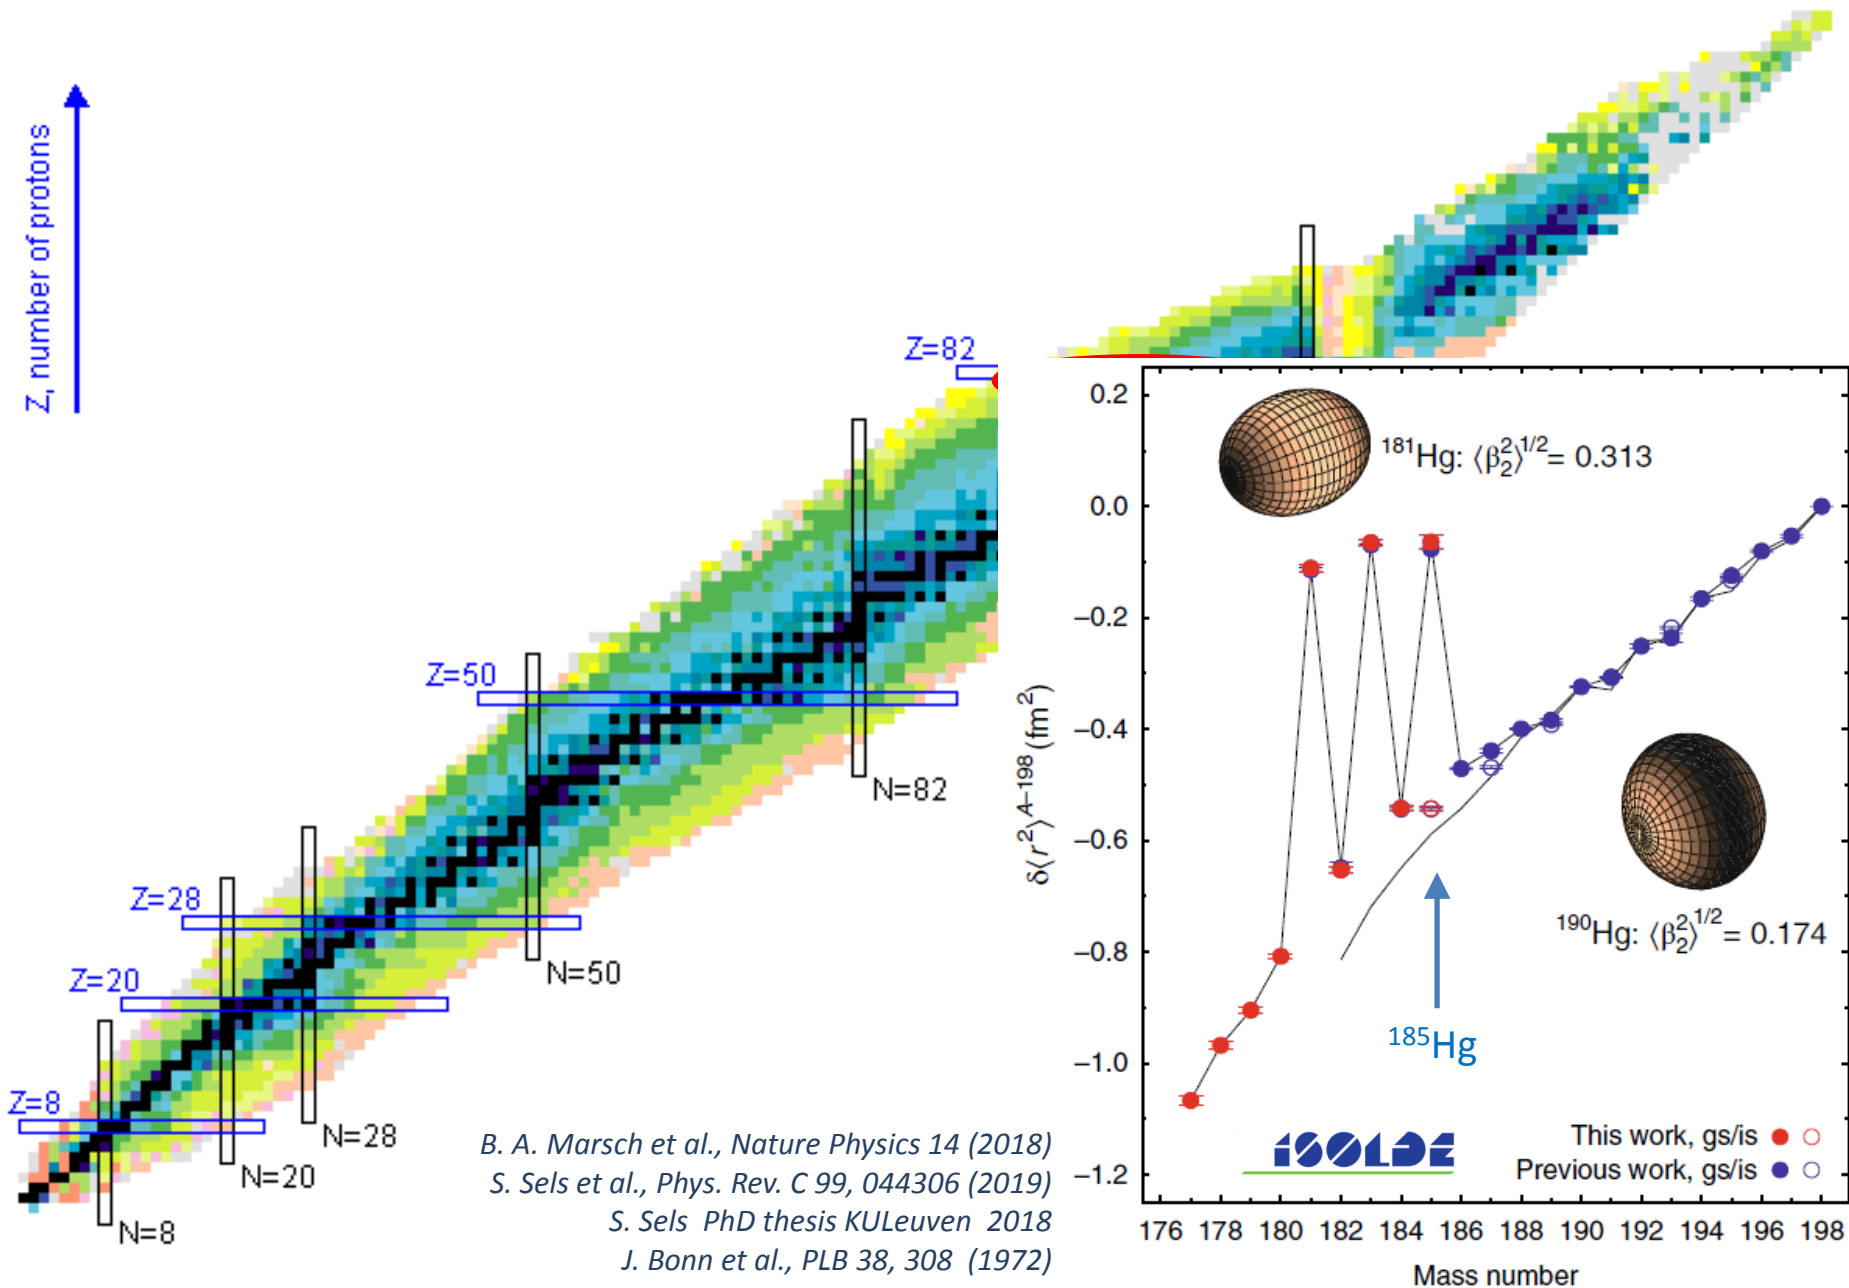 Z, number of protons
Z=82
Z=50
Z=28
Z=20
Z=8
N=82
N=50
N=28
N=20
N=8
B. A. Marsch et al., Nature Physics 14 (2018)
S. Sels et al., Phys. Rev. C 99, 044306 (2019)
S. Sels PhD thesis KULeuven 2018
J. Bonn et al., PLB 38, 308 (1972)
δ⟨r²⟩ᴬ⁻¹⁹⁸ (fm²)
0.2
0.0
−0.2
−0.4
−0.6
−0.8
−1.0
−1.2
¹⁸¹Hg: ⟨β₂²⟩¹ᐟ² = 0.313
¹⁹⁰Hg: ⟨β₂²⟩¹ᐟ² = 0.174
¹⁸⁵Hg
ISOLDE
This work, gs/is
Previous work, gs/is
176 178 180 182 184 186 188 190 192 194 196 198
Mass number